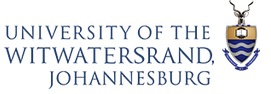 UNIVERSITY OF THE
WITWATERSRAND,
JOHANNESBURG